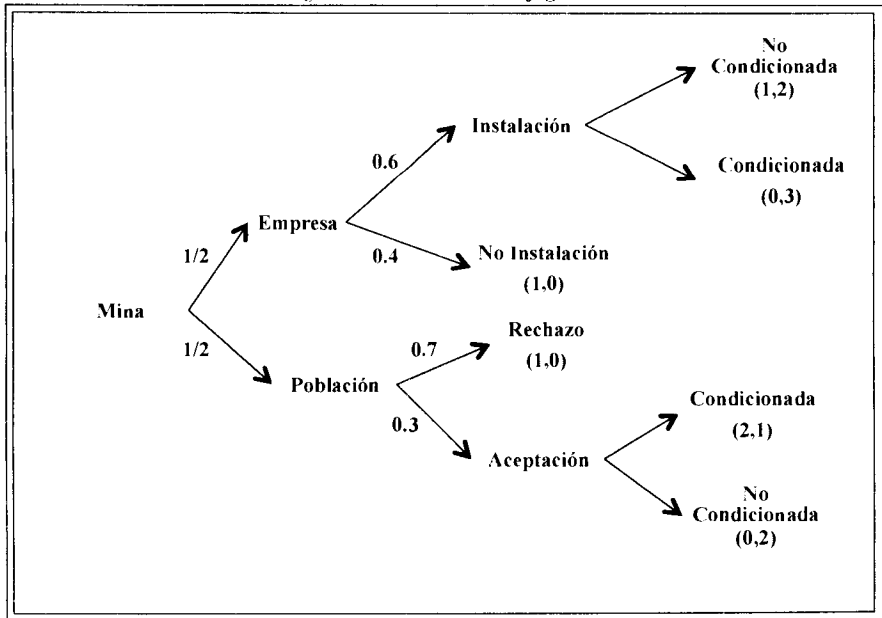 No
Condicionada
(1,2)
Instalación
0.6
Condicionada
(0,3)
Empresa
1/2
0.4
No Instalación
(1,0)
Mina
Rechazo
1/2
0.7
(1,0)
Población
Condicionada
0.3
(2,1)
Aceptación
No
Condicionada
(0,2)